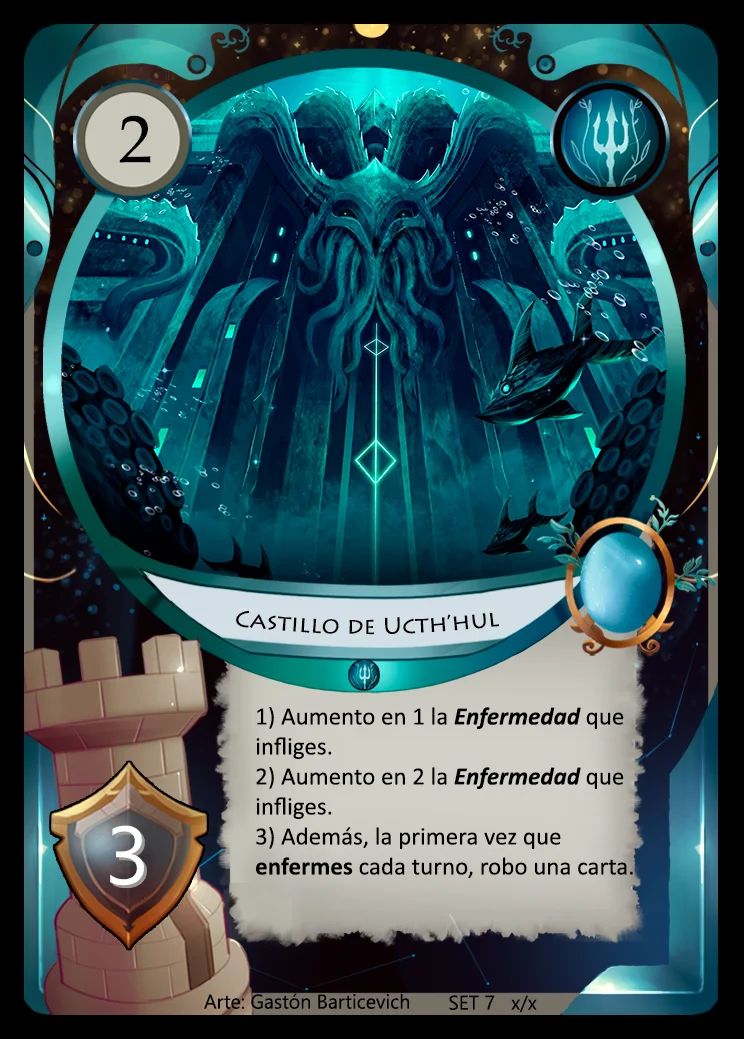 2
Castillo de Ucth'hul
1) Aumento en 1 la Enfermedad que
infliges.
2) Aumento en 2 la Enfermedad que
infliges.
3) Además, la primera vez que
enfermes cada turno, robo una carta.
3
Arte: Gastón Barticevich SET 7 x/x